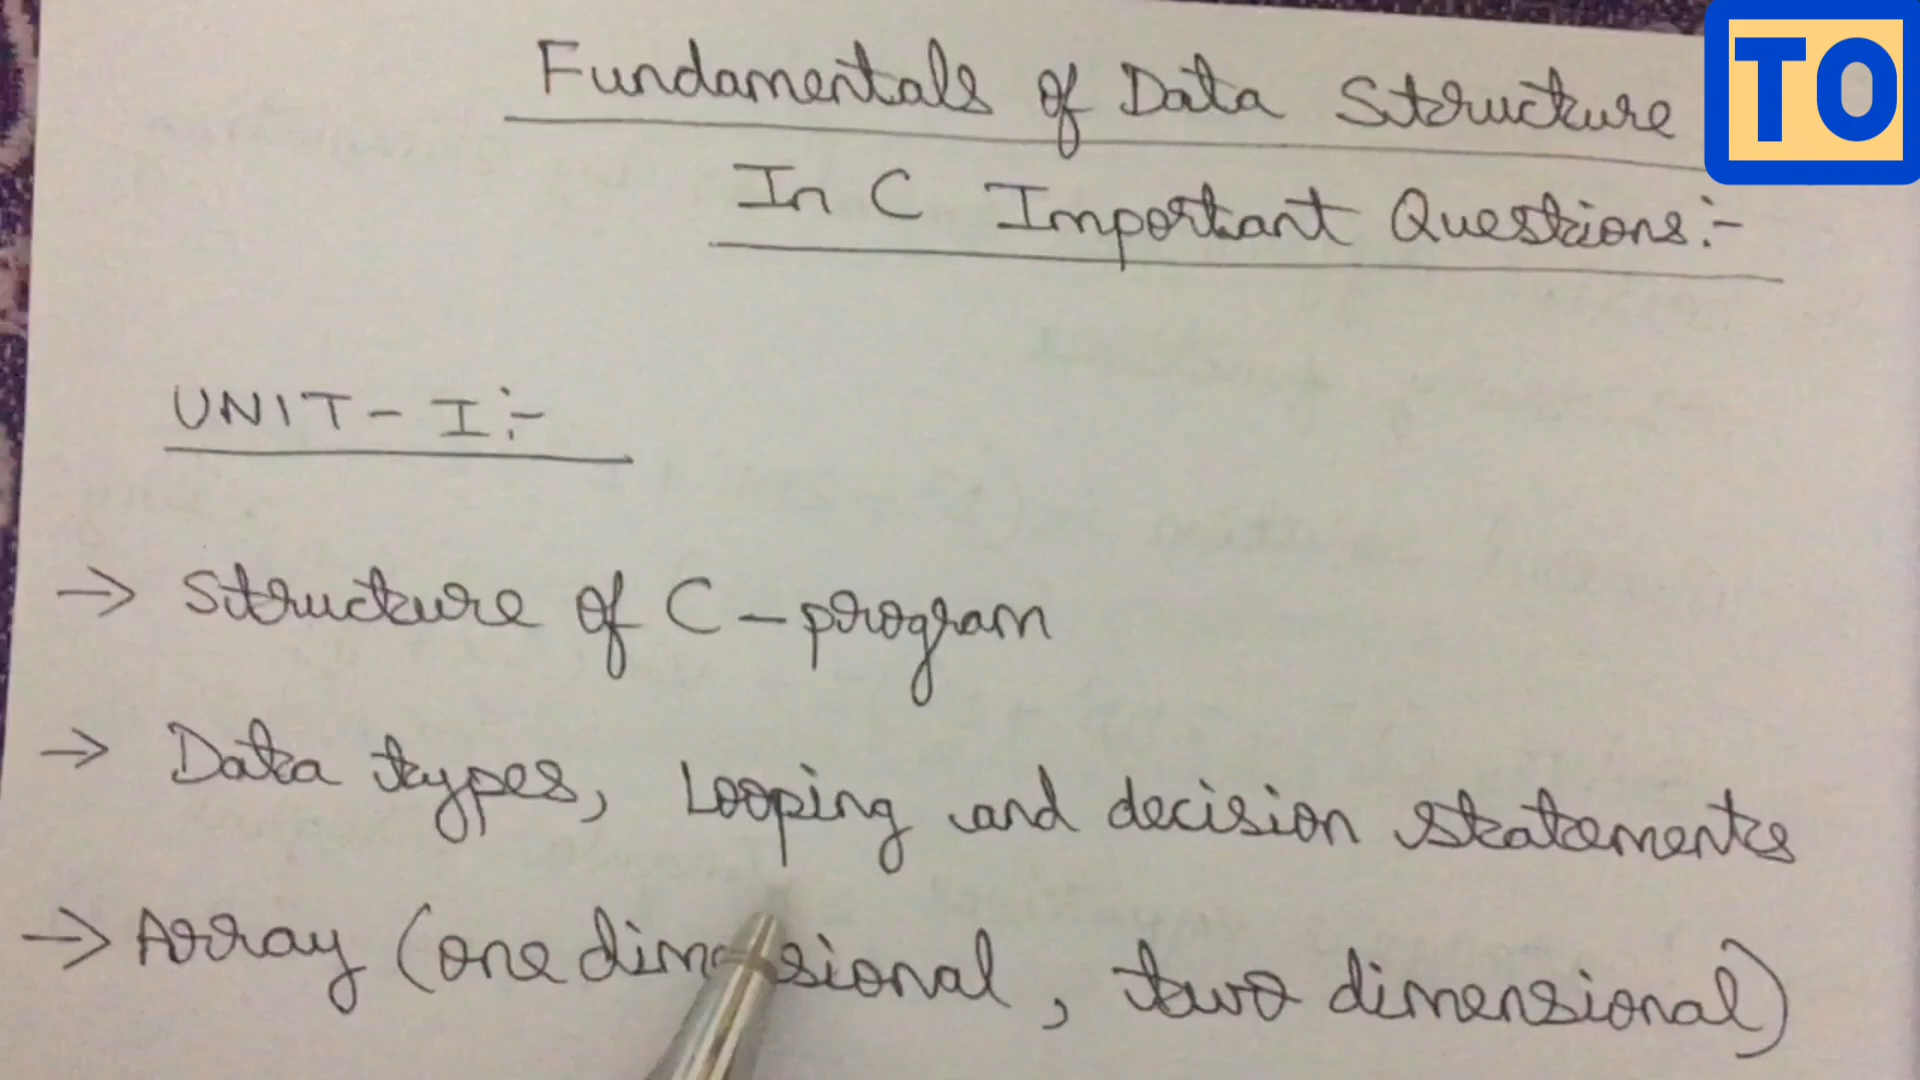 Fundamentals of Data Structure
TO
In C Important Questions:-
UNIT - I:-
→ Structure of C - program
→ Data types, Looping and decision statements
→ Array (one dimensional, two dimensional)